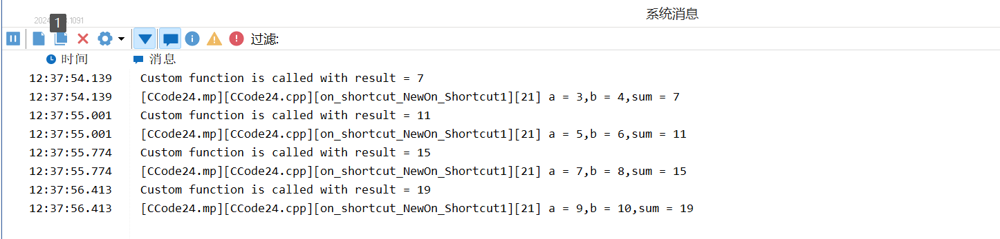 系统消息
1
过滤:
时间 消息
12:37:54.139 Custom function is called with result = 7
12:37:54.139 [CCode24.mp][CCode24.cpp][on_shortcut_NewOn_Shortcut1][21] a = 3,b = 4,sum = 7
12:37:55.001 Custom function is called with result = 11
12:37:55.001 [CCode24.mp][CCode24.cpp][on_shortcut_NewOn_Shortcut1][21] a = 5,b = 6,sum = 11
12:37:55.774 Custom function is called with result = 15
12:37:55.774 [CCode24.mp][CCode24.cpp][on_shortcut_NewOn_Shortcut1][21] a = 7,b = 8,sum = 15
12:37:56.413 Custom function is called with result = 19
12:37:56.413 [CCode24.mp][CCode24.cpp][on_shortcut_NewOn_Shortcut1][21] a = 9,b = 10,sum = 19